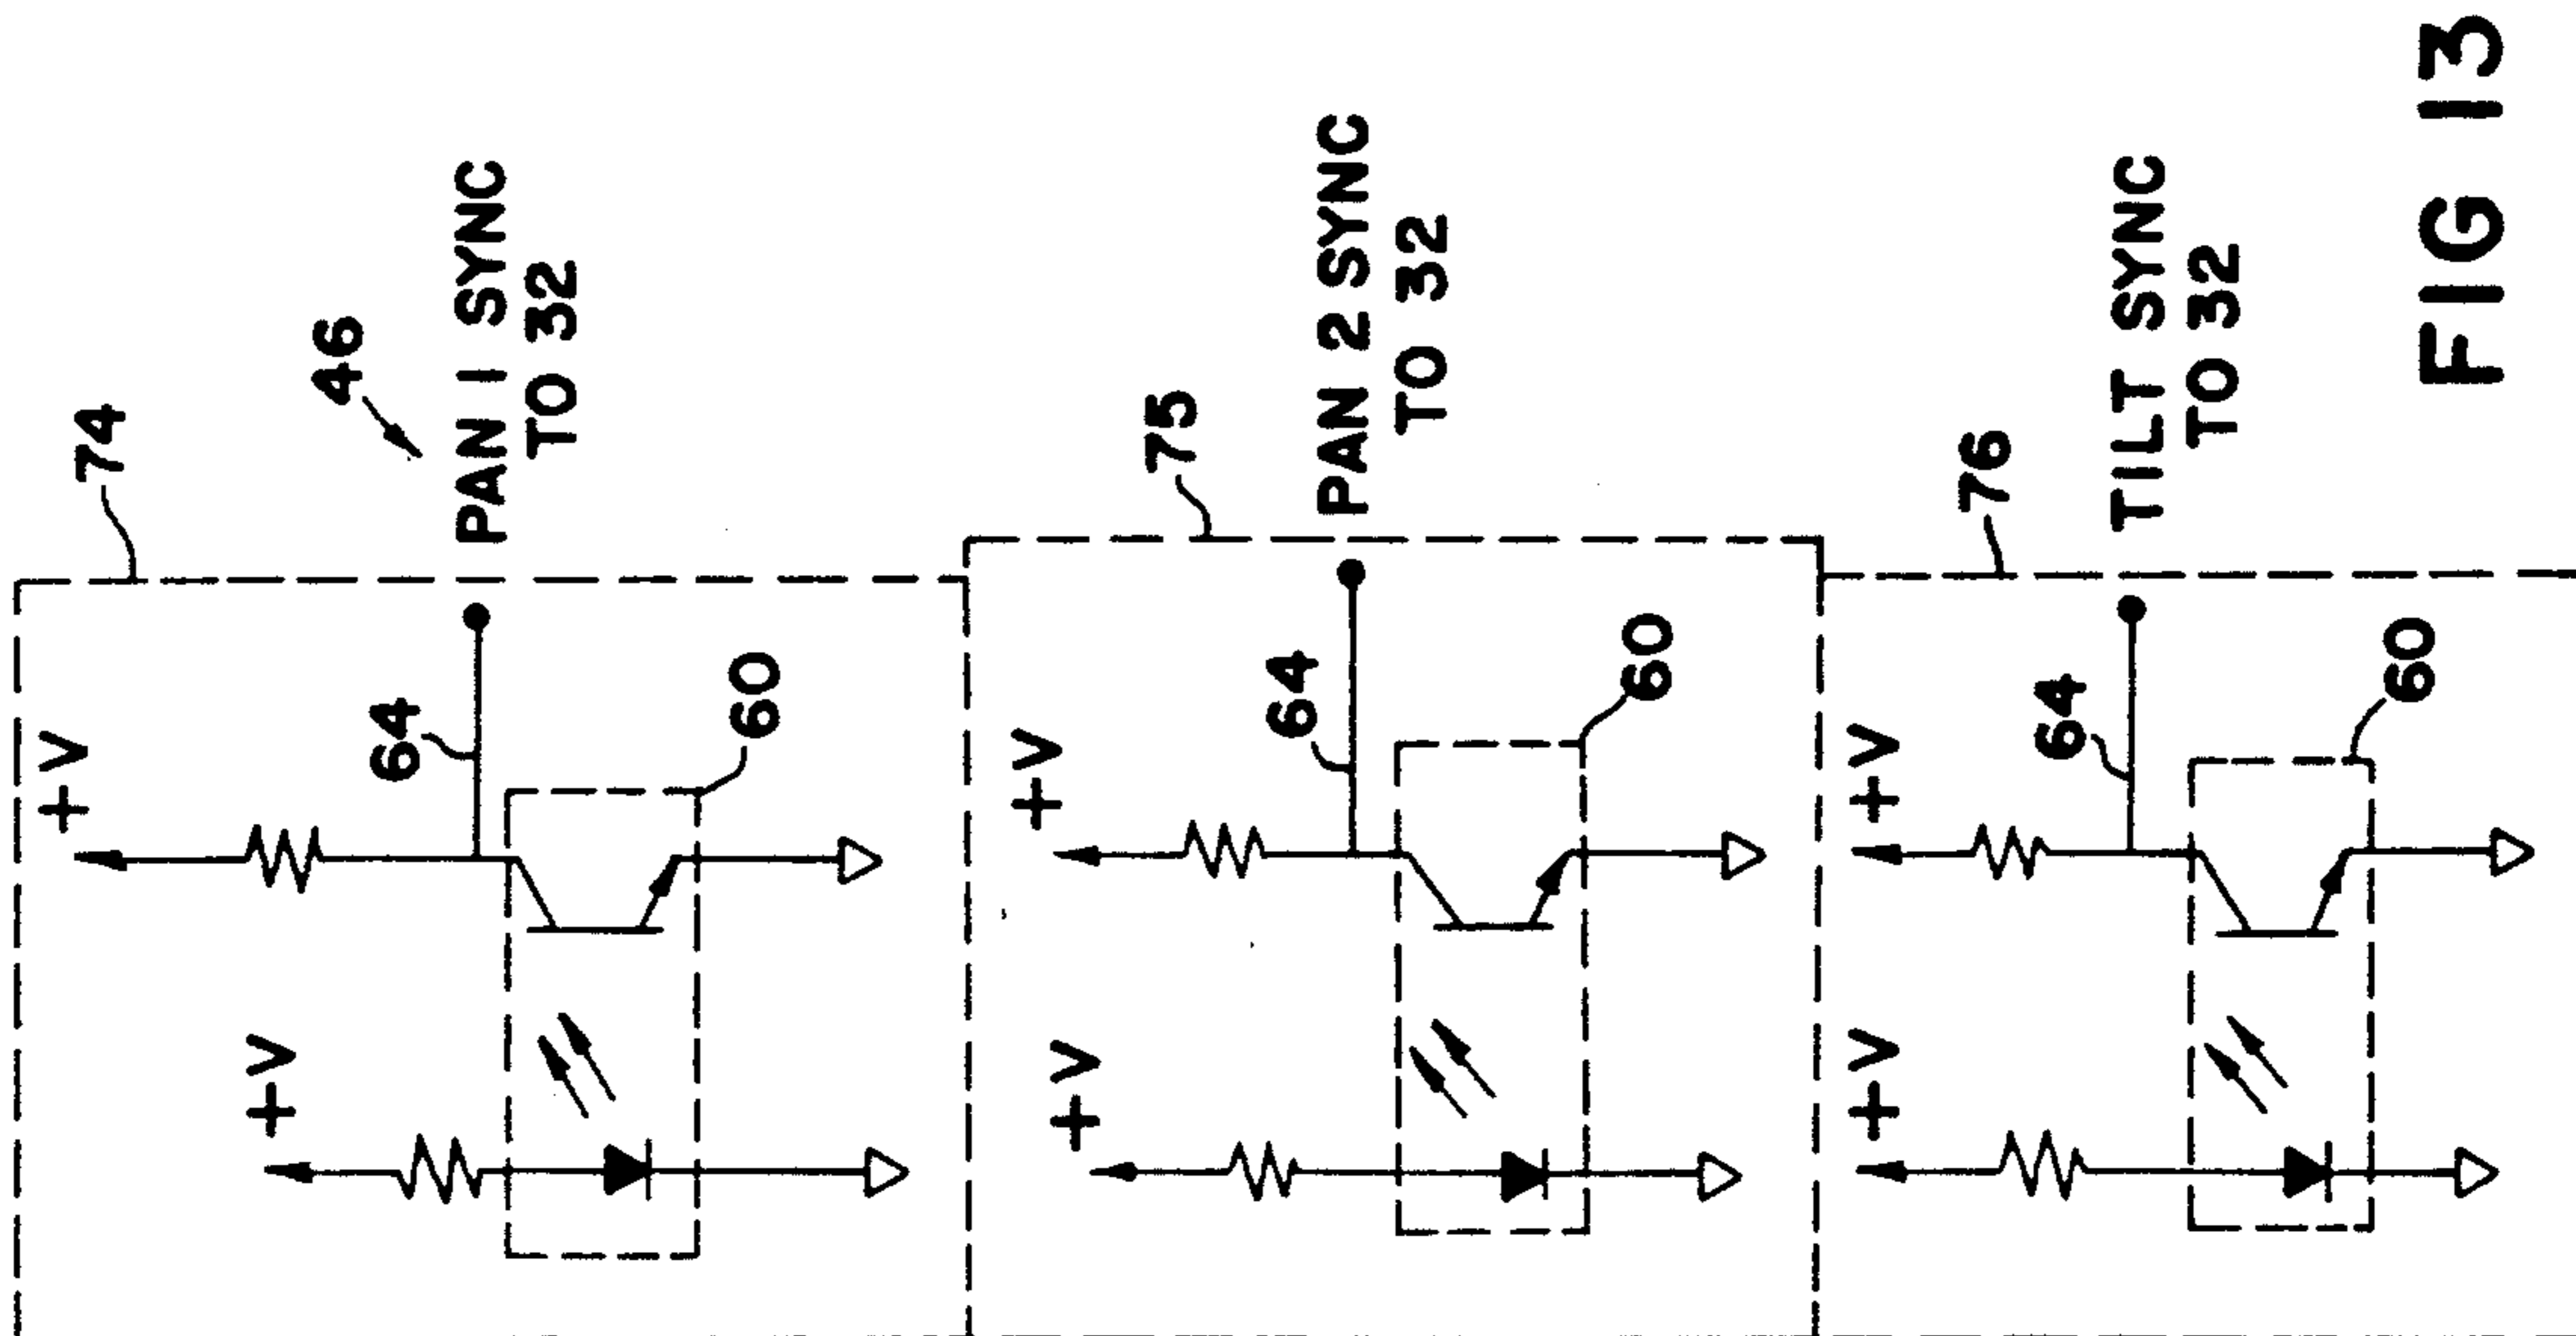 74
46
PAN 1 SYNC
TO 32
+V
+V
64
60
75
PAN 2 SYNC
TO 32
+V
+V
64
60
76
TILT SYNC
TO 32
+V
+V
64
60
FIG 13